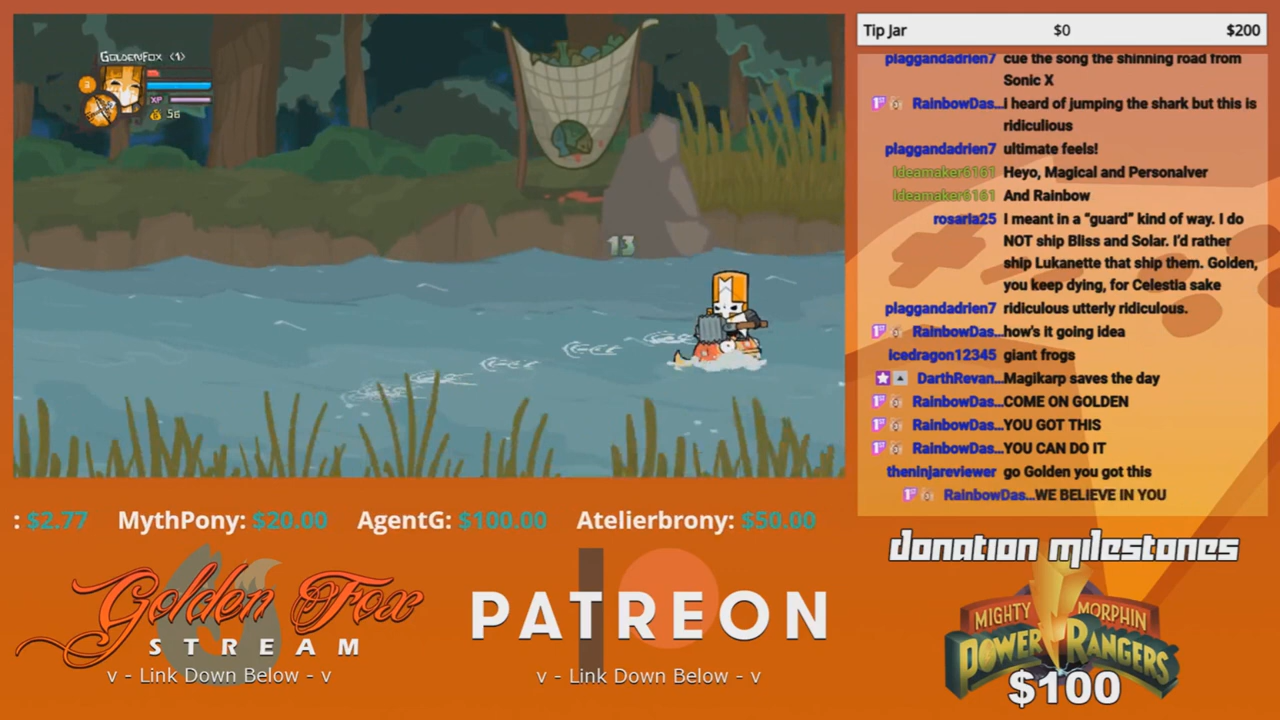 GoldenFox (1)
3
XP
56
13
Tip Jar $0 $200
plaggandadrien7 cue the song the shinning road from
Sonic X
RainbowDas...i heard of jumping the shark but this is
ridiculious
plaggandadrien7 ultimate feels!
Ideamaker6161 Heyo, Magical and Personalver
Ideamaker6161 And Rainbow
rosaria25 I meant in a “guard” kind of way. I do
NOT ship Bliss and Solar. I’d rather
ship Lukanette that ship them. Golden,
you keep dying, for Celestia sake
plaggandadrien7 ridiculous utterly ridiculous.
RainbowDas...how's it going idea
icedragon12345 giant frogs
DarthRevan...Magikarp saves the day
RainbowDas...COME ON GOLDEN
RainbowDas...YOU GOT THIS
RainbowDas...YOU CAN DO IT
theninjareviewer go Golden you got this
RainbowDas...WE BELIEVE IN YOU
: $2.77 MythPony: $20.00 AgentG: $100.00 Atelierbrony: $50.00
Golden Fox
STREAM
v - Link Down Below - v
PATREON
v - Link Down Below - v
DONATION MILESTONES
MIGHTY MORPHIN
POWER RANGERS
$100